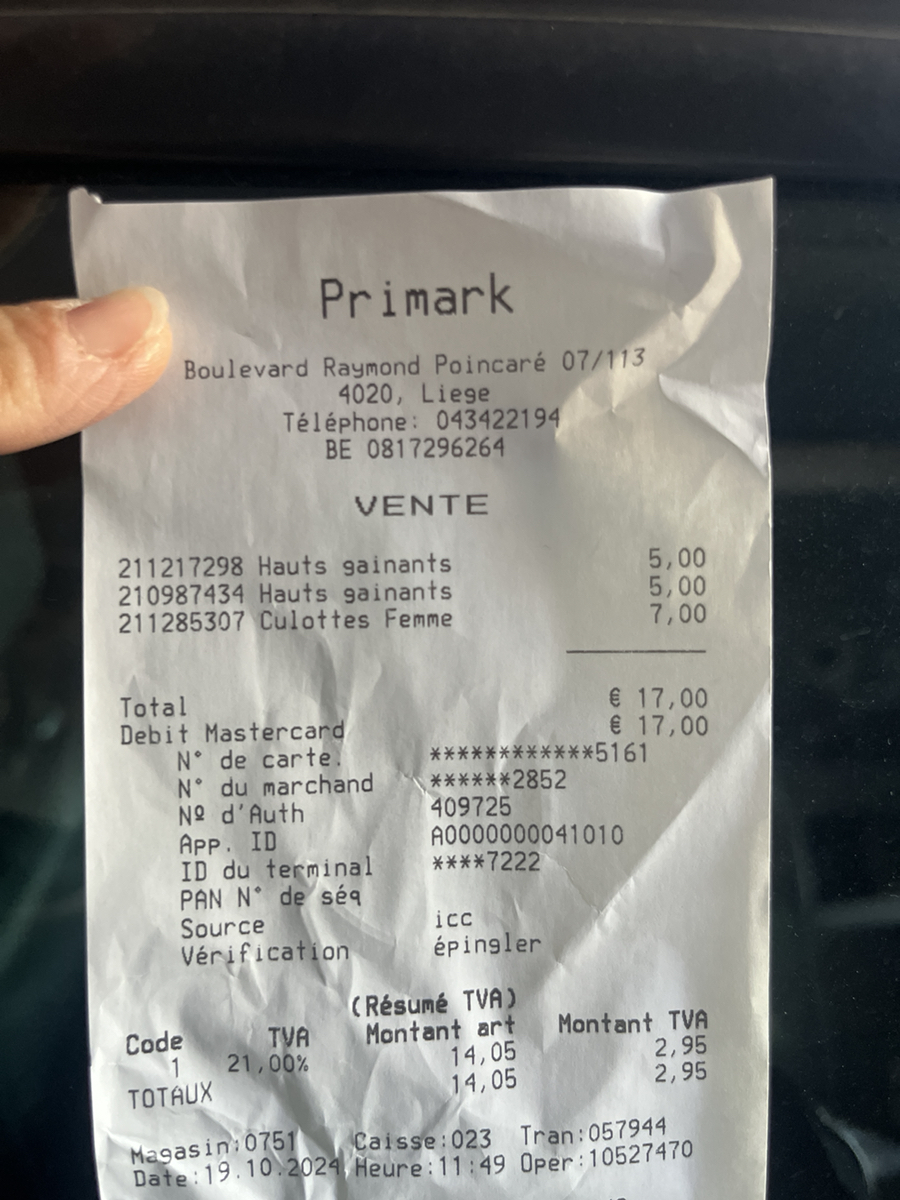 Primark
Boulevard Raymond Poincaré 07/113
4020, Liege
Téléphone: 043422194
BE 0817296264
VENTE
211217298 Hauts gainants 5,00
210987434 Hauts gainants 5,00
211285307 Culottes Femme 7,00
Total € 17,00
Debit Mastercard € 17,00
N° de carte. ************5161
N° du marchand ******2852
Nº d'Auth 409725
App. ID A0000000041010
ID du terminal ****7222
PAN N° de séq
Source icc
Vérification épingler
(Résumé TVA)
Code TVA Montant art Montant TVA
1 21,00% 14,05 2,95
TOTAUX 14,05 2,95
Magasin:0751 Caisse:023 Tran:057944
Date:19.10.2024 Heure:11:49 Oper:10527470